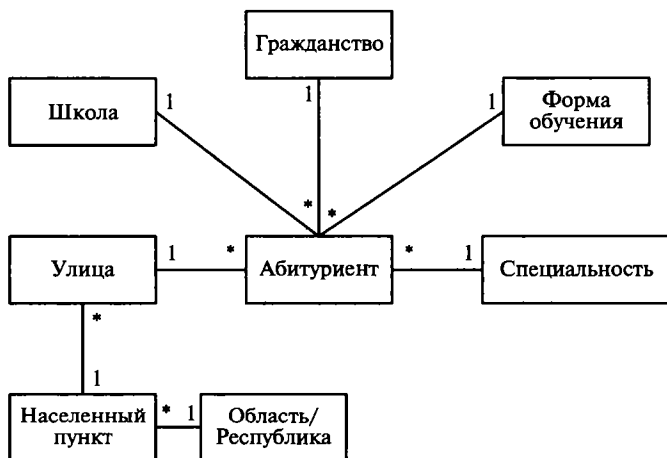 Гражданство
Школа
1
1
1
Форма
обучения
*
*
Улица
1
*
Абитуриент
*
1
Специальность
*
1
Населенный
пункт
*
1
Область/
Республика